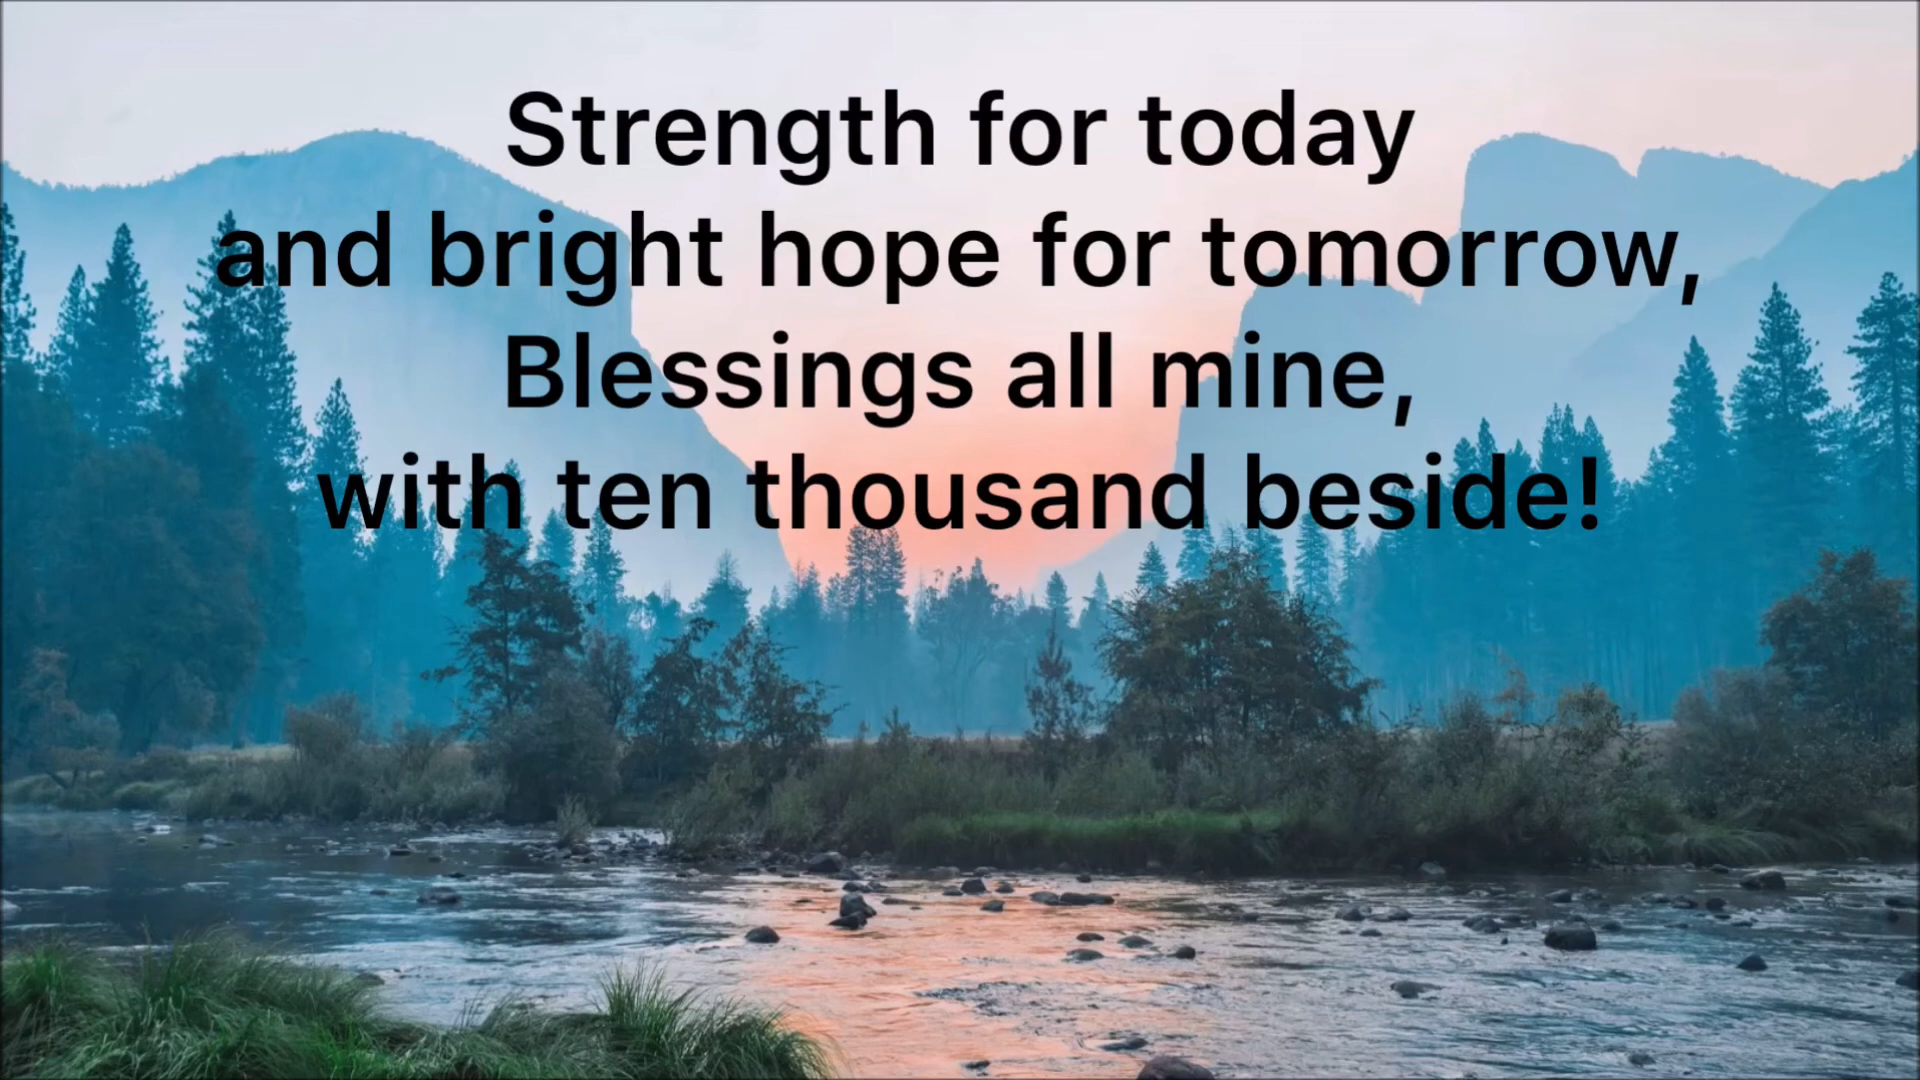 Strength for today
and bright hope for tomorrow,
Blessings all mine,
with ten thousand beside!